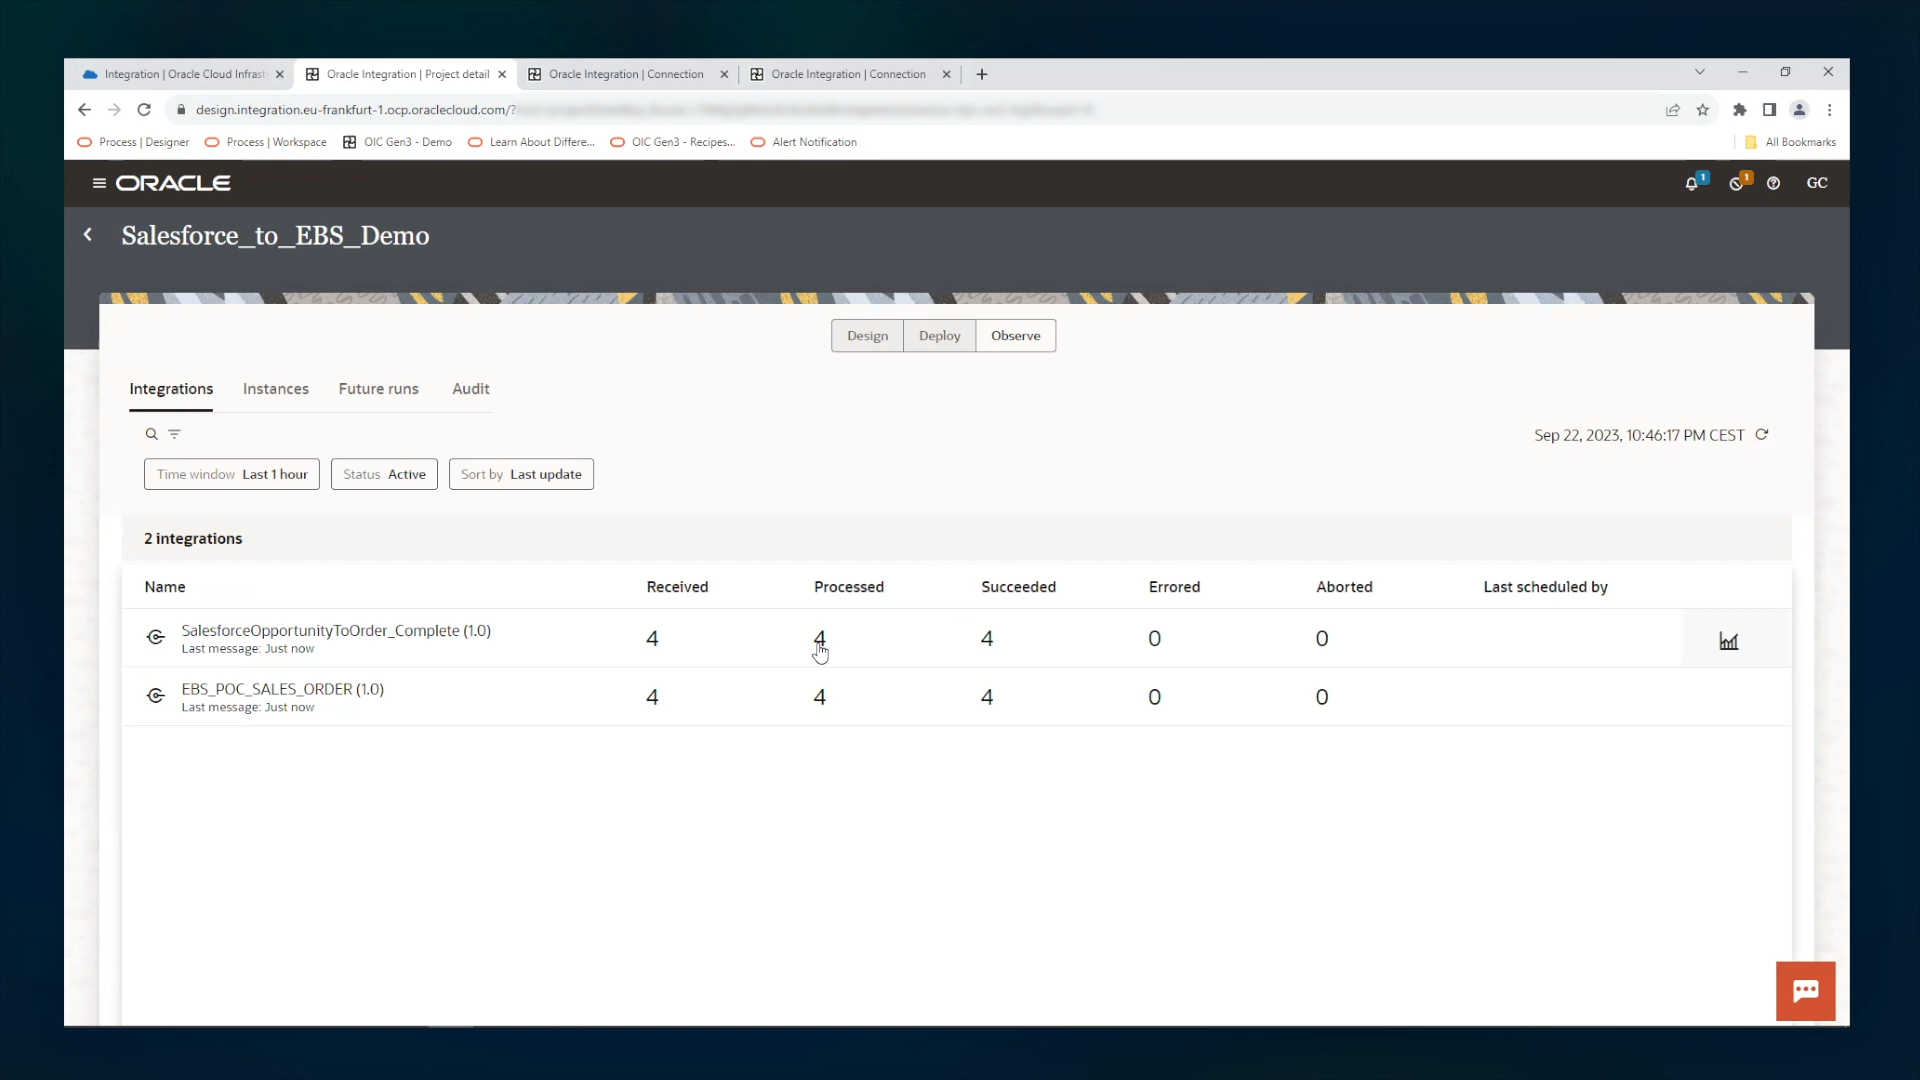 Integration | Oracle Cloud Infrast
Oracle Integration | Project detail
Oracle Integration | Connection
Oracle Integration | Connection
design.integration.eu-frankfurt-1.ocp.oraclecloud.com/?
Process | Designer
Process | Workspace
OIC Gen3 - Demo
Learn About Differe...
OIC Gen3 - Recipes...
Alert Notification
All Bookmarks
ORACLE
1
1
GC
Salesforce_to_EBS_Demo
Design Deploy Observe
Integrations Instances Future runs Audit
Sep 22, 2023, 10:46:17 PM CEST
Time window Last 1 hour
Status Active
Sort by Last update
2 integrations
Name Received Processed Succeeded Errored Aborted Last scheduled by
SalesforceOpportunityToOrder_Complete (1.0) 4 4 4 0 0
Last message: Just now
EBS_POC_SALES_ORDER (1.0) 4 4 4 0 0
Last message: Just now